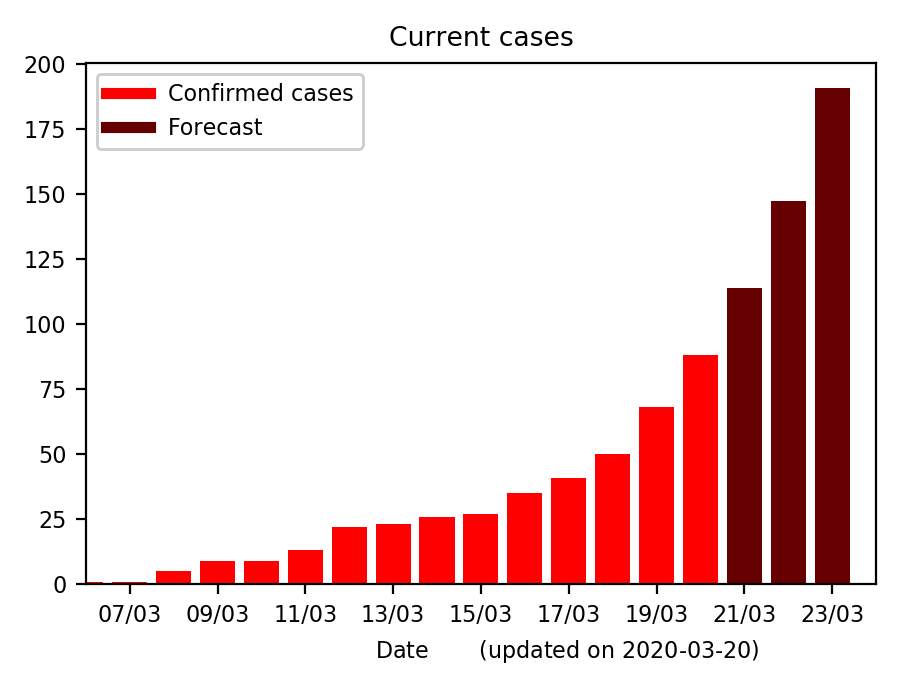 Current cases
200
175
150
125
100
75
50
25
0
Confirmed cases
Forecast
07/03 09/03 11/03 13/03 15/03 17/03 19/03 21/03 23/03
Date (updated on 2020-03-20)